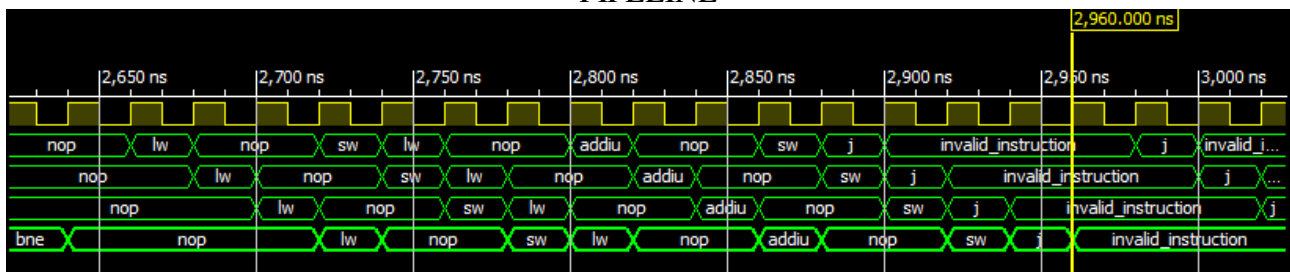 PIPELINE
2,960.000 ns
2,650 ns 2,700 ns 2,750 ns 2,800 ns 2,850 ns 2,900 ns 2,950 ns 3,000 ns
nop lw nop sw lw nop addiu nop sw j invalid_instruction j invalid_i...
nop lw nop sw lw nop addiu nop sw j invalid_instruction j ...
nop lw nop sw lw nop addiu nop sw j invalid_instruction j
bne nop lw nop sw lw nop addiu nop sw j invalid_instruction